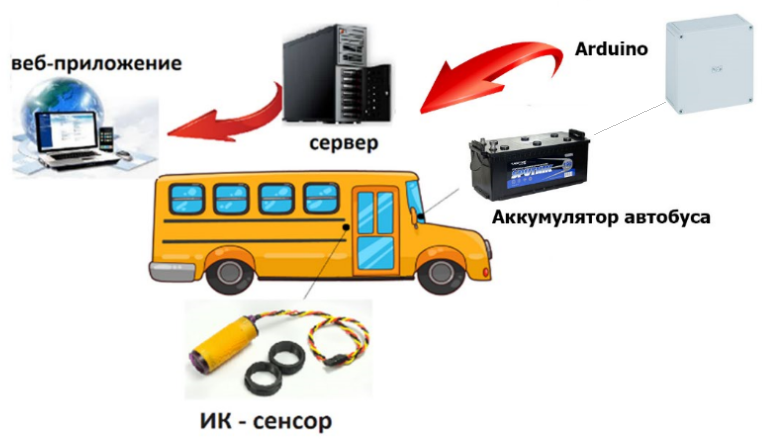 веб-приложение
Arduino
сервер
Аккумулятор автобуса
ИК - сенсор